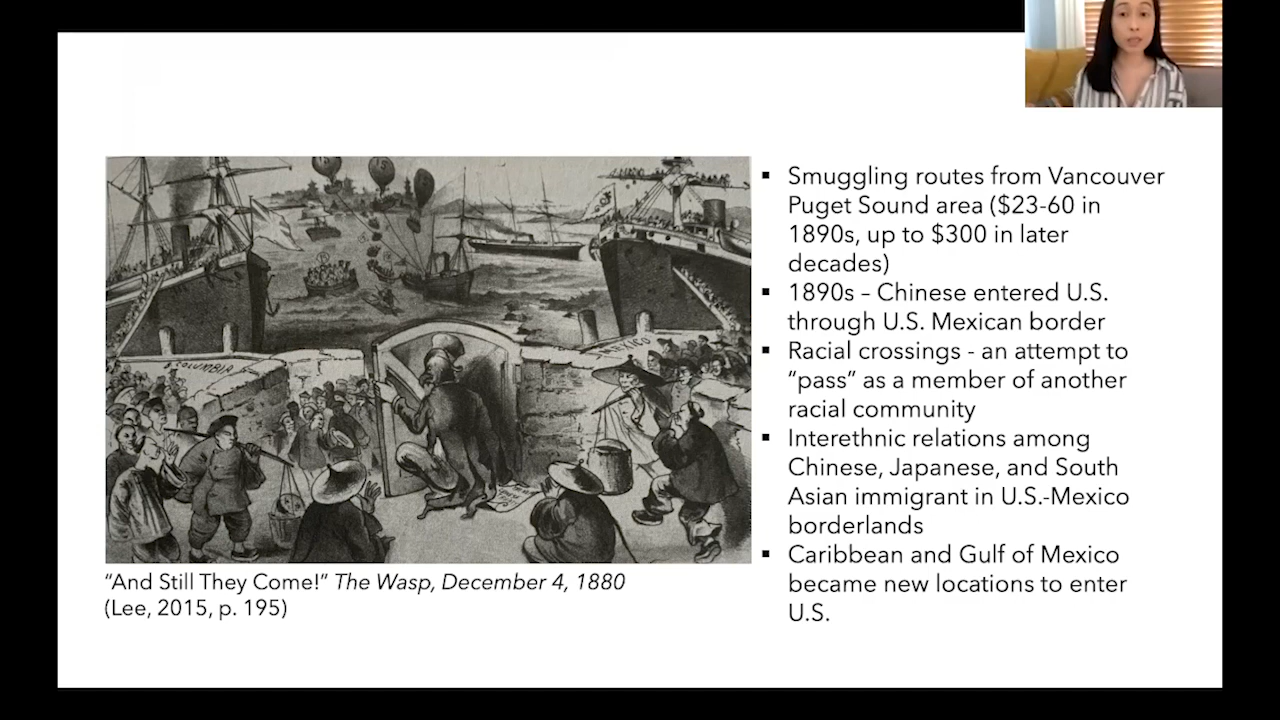 15
COLUMBIA
MEXICO
▪ Smuggling routes from Vancouver
Puget Sound area ($23-60 in
1890s, up to $300 in later
decades)
▪ 1890s – Chinese entered U.S.
through U.S. Mexican border
▪ Racial crossings - an attempt to
“pass” as a member of another
racial community
▪ Interethnic relations among
Chinese, Japanese, and South
Asian immigrant in U.S.-Mexico
borderlands
▪ Caribbean and Gulf of Mexico
became new locations to enter
U.S.
“And Still They Come!” The Wasp, December 4, 1880
(Lee, 2015, p. 195)